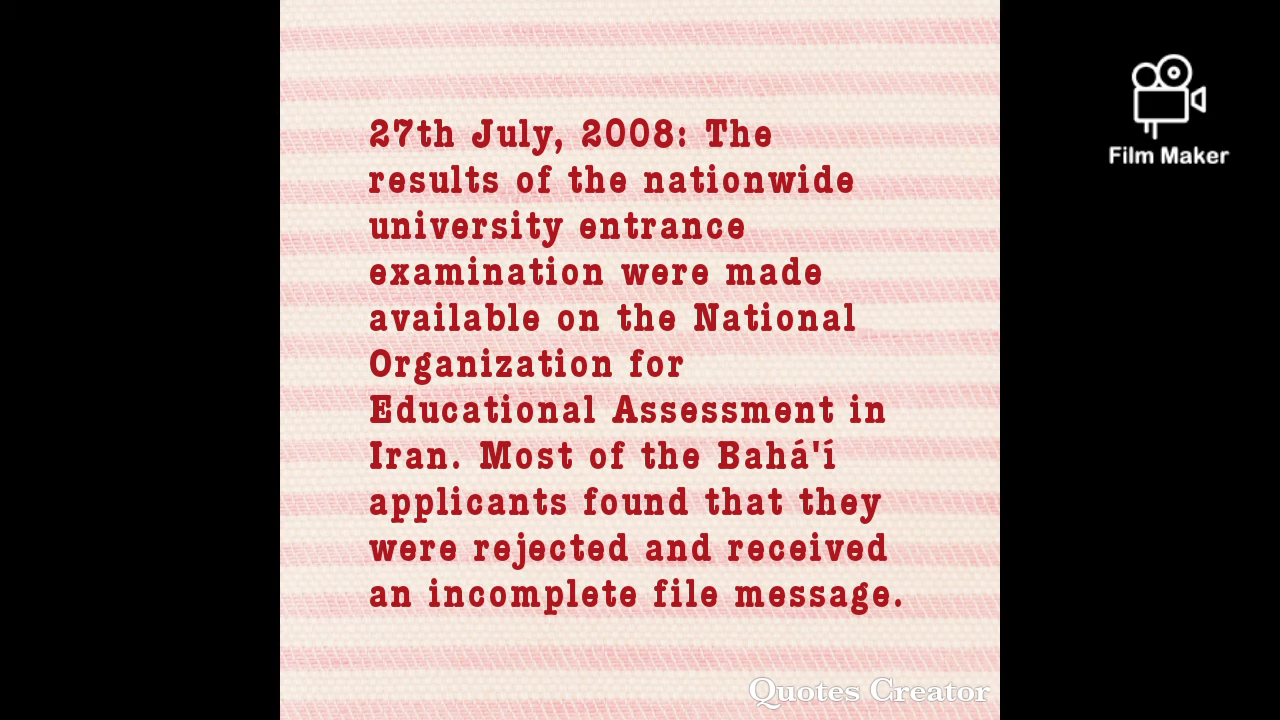 27th July, 2008: The
results of the nationwide
university entrance
examination were made
available on the National
Organization for
Educational Assessment in
Iran. Most of the Bahá'í
applicants found that they
were rejected and received
an incomplete file message.
Film Maker
Quotes Creator